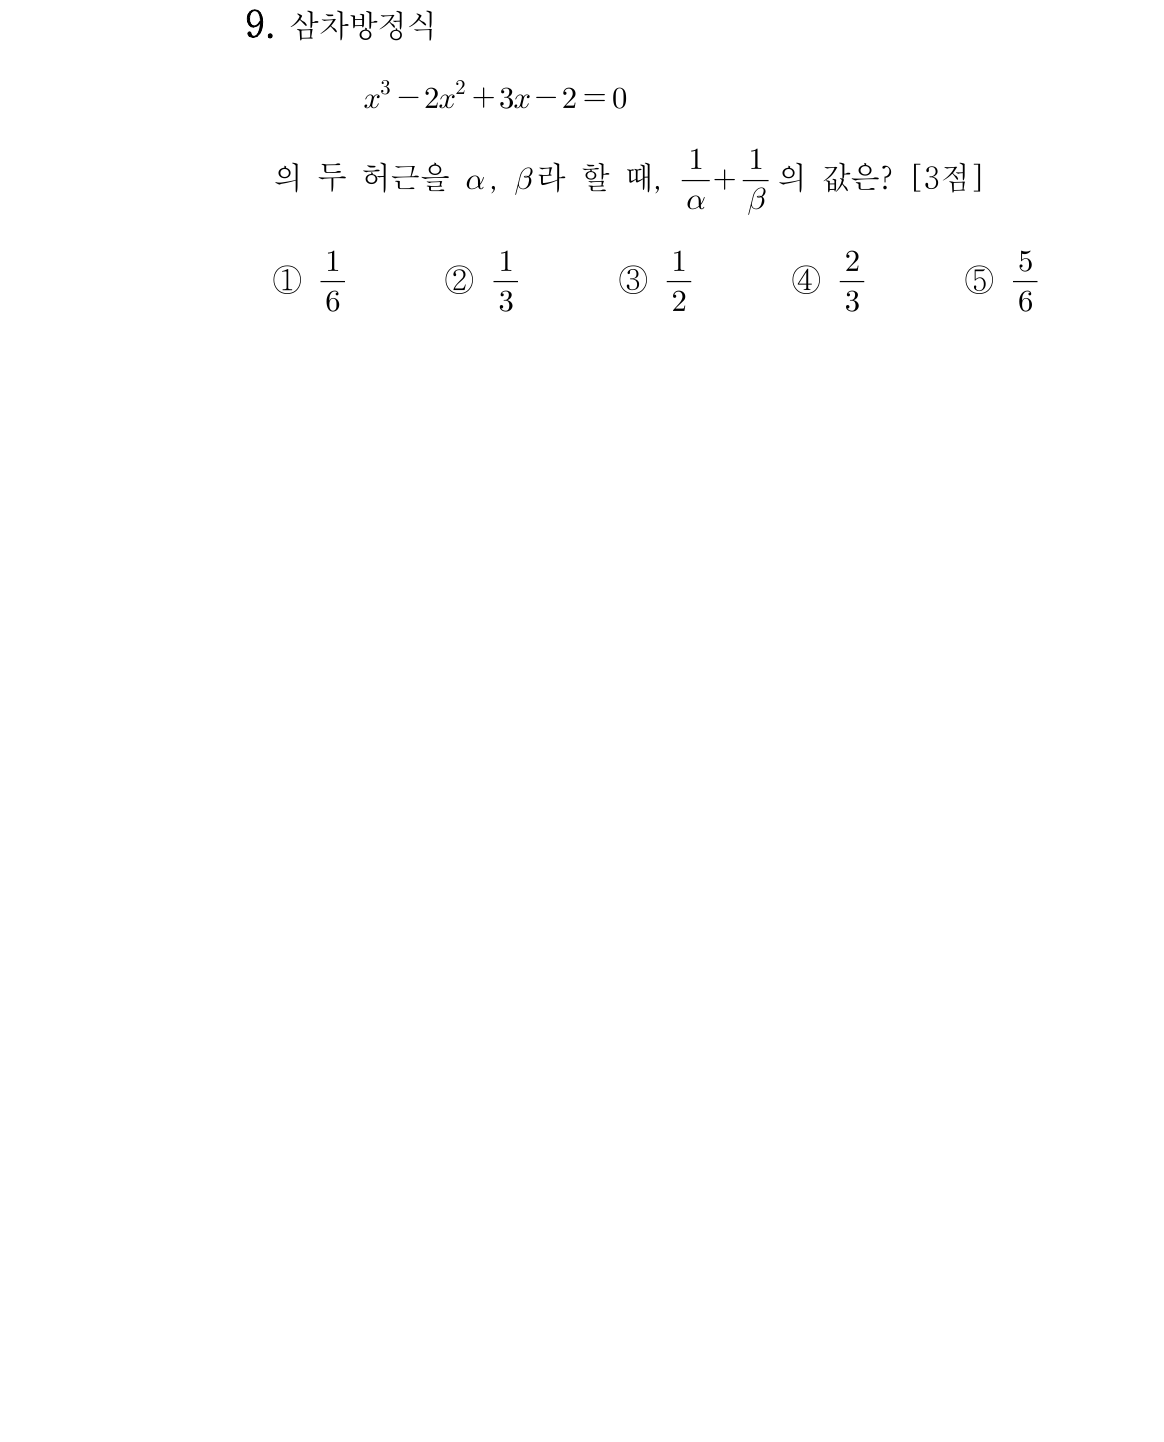 9. 삼차방정식
x³ − 2x² + 3x − 2 = 0
의 두 허근을 α, β라 할 때, 1/α + 1/β 의 값은? [3점]
① 1/6 ② 1/3 ③ 1/2 ④ 2/3 ⑤ 5/6